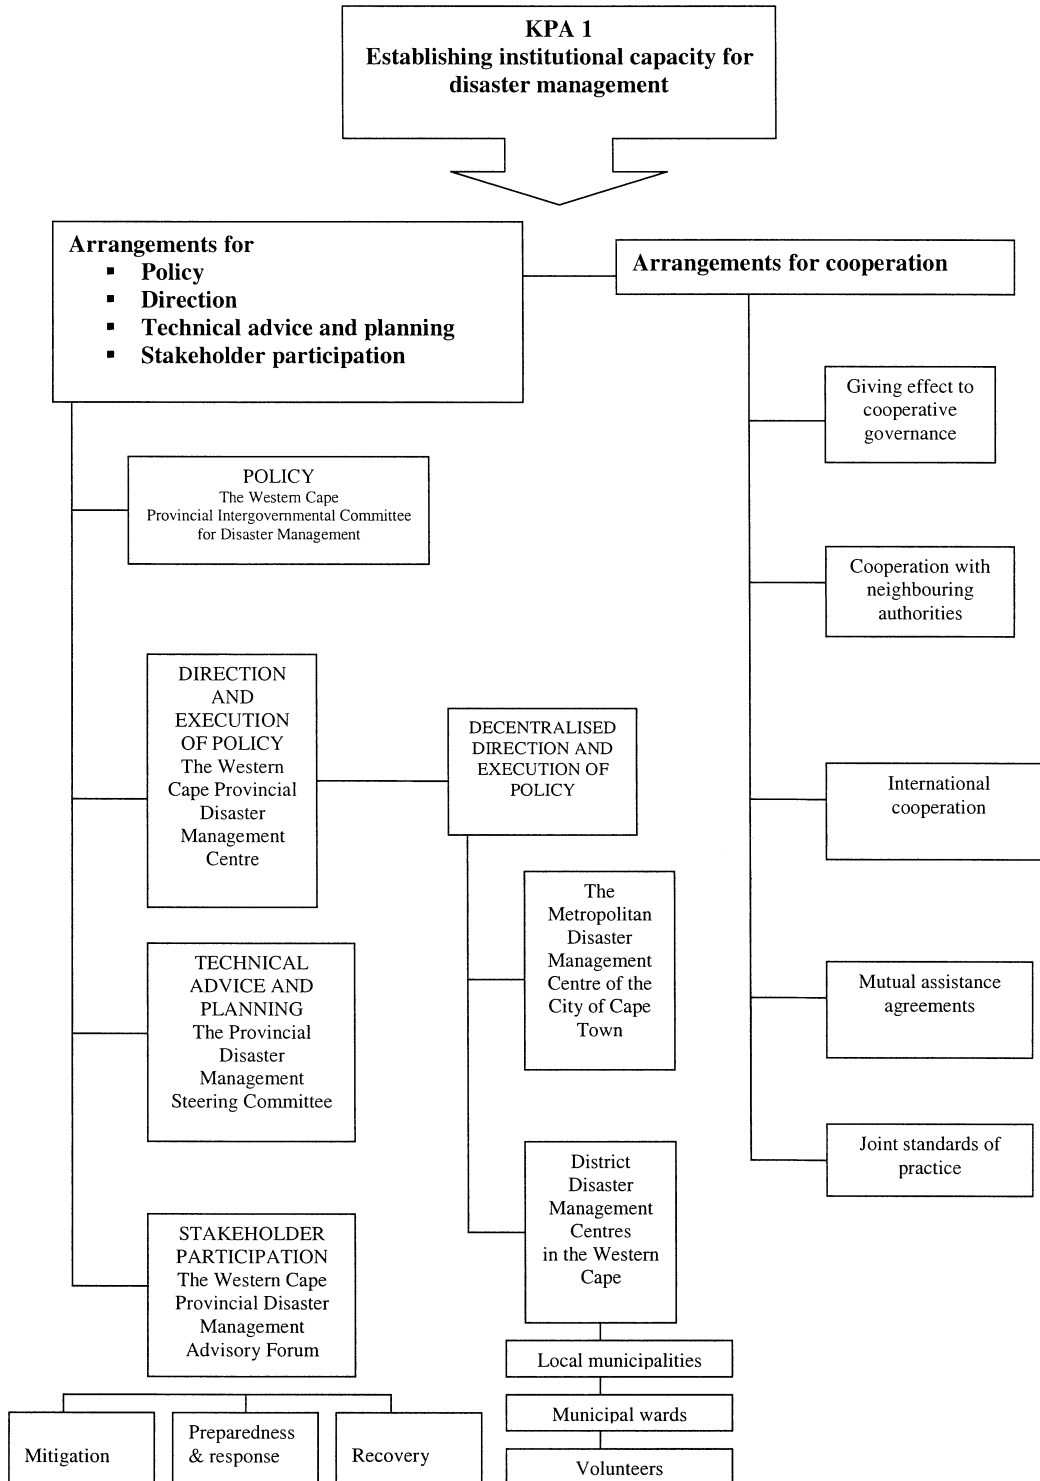 KPA 1
Establishing institutional capacity for
disaster management
Arrangements for
▪ Policy
▪ Direction
▪ Technical advice and planning
▪ Stakeholder participation
Arrangements for cooperation
Giving effect to
cooperative
governance
POLICY
The Western Cape
Provincial Intergovernmental Committee
for Disaster Management
Cooperation with
neighbouring
authorities
DIRECTION
AND
EXECUTION
OF POLICY
The Western
Cape Provincial
Disaster
Management
Centre
DECENTRALISED
DIRECTION AND
EXECUTION OF
POLICY
International
cooperation
The
Metropolitan
Disaster
Management
Centre of the
City of Cape
Town
TECHNICAL
ADVICE AND
PLANNING
The Provincial
Disaster
Management
Steering Committee
Mutual assistance
agreements
Joint standards of
practice
District
Disaster
Management
Centres
in the Western
Cape
STAKEHOLDER
PARTICIPATION
The Western Cape
Provincial Disaster
Management
Advisory Forum
Local municipalities
Municipal wards
Volunteers
Mitigation
Preparedness
& response
Recovery